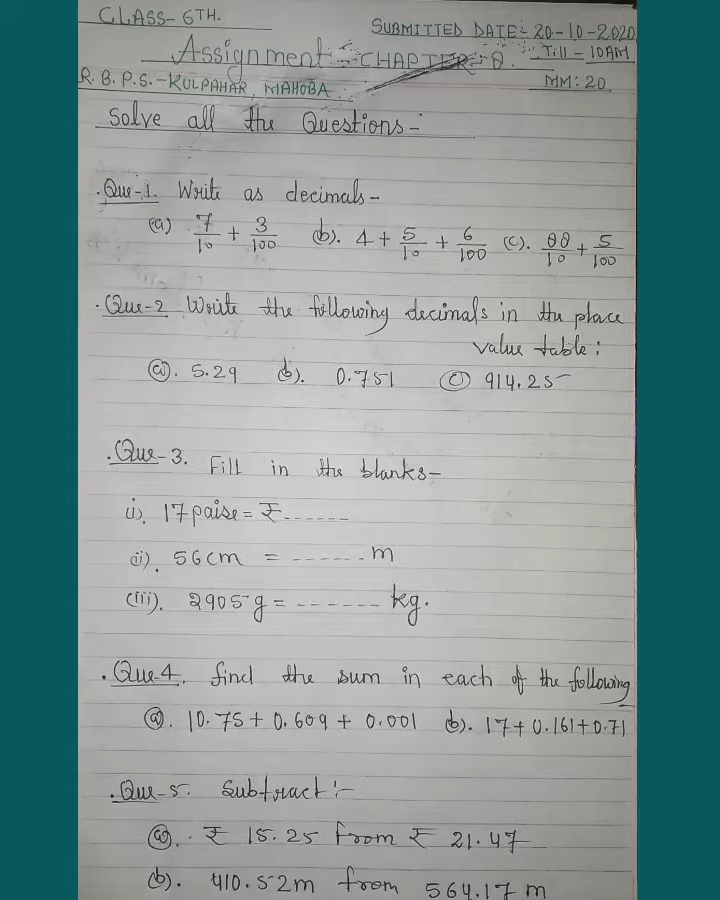 CLASS- 6TH.
SUBMITTED DATE:- 20-10-2020
Assignment:- CHAPTER-8. Till - 10AM
R.B.P.S.-KULPAHAR, MAHOBA MM: 20.
Solve all the Questions-
Que-1. Write as decimals-
(a) 7/10 + 3/100 (b). 4 + 5/10 + 6/100 (c). 88/10 + 5/100
Que-2 Write the following decimals in the place
value table:
(a). 5.29 (b). 0.751 (c) 914.25
Que-3. Fill in the blanks-
(i). 17 paise = ₹ ------
(ii). 56cm = ------ m
(iii). 2905 g = ------ kg.
Que-4. find the sum in each of the following
(a). 10.75 + 0.609 + 0.001 (b). 17 + 0.161 + 0.71
Que-5. Subtract:-
(a). ₹ 15.25 from ₹ 21.47
(b). 410.52m from 564.17 m